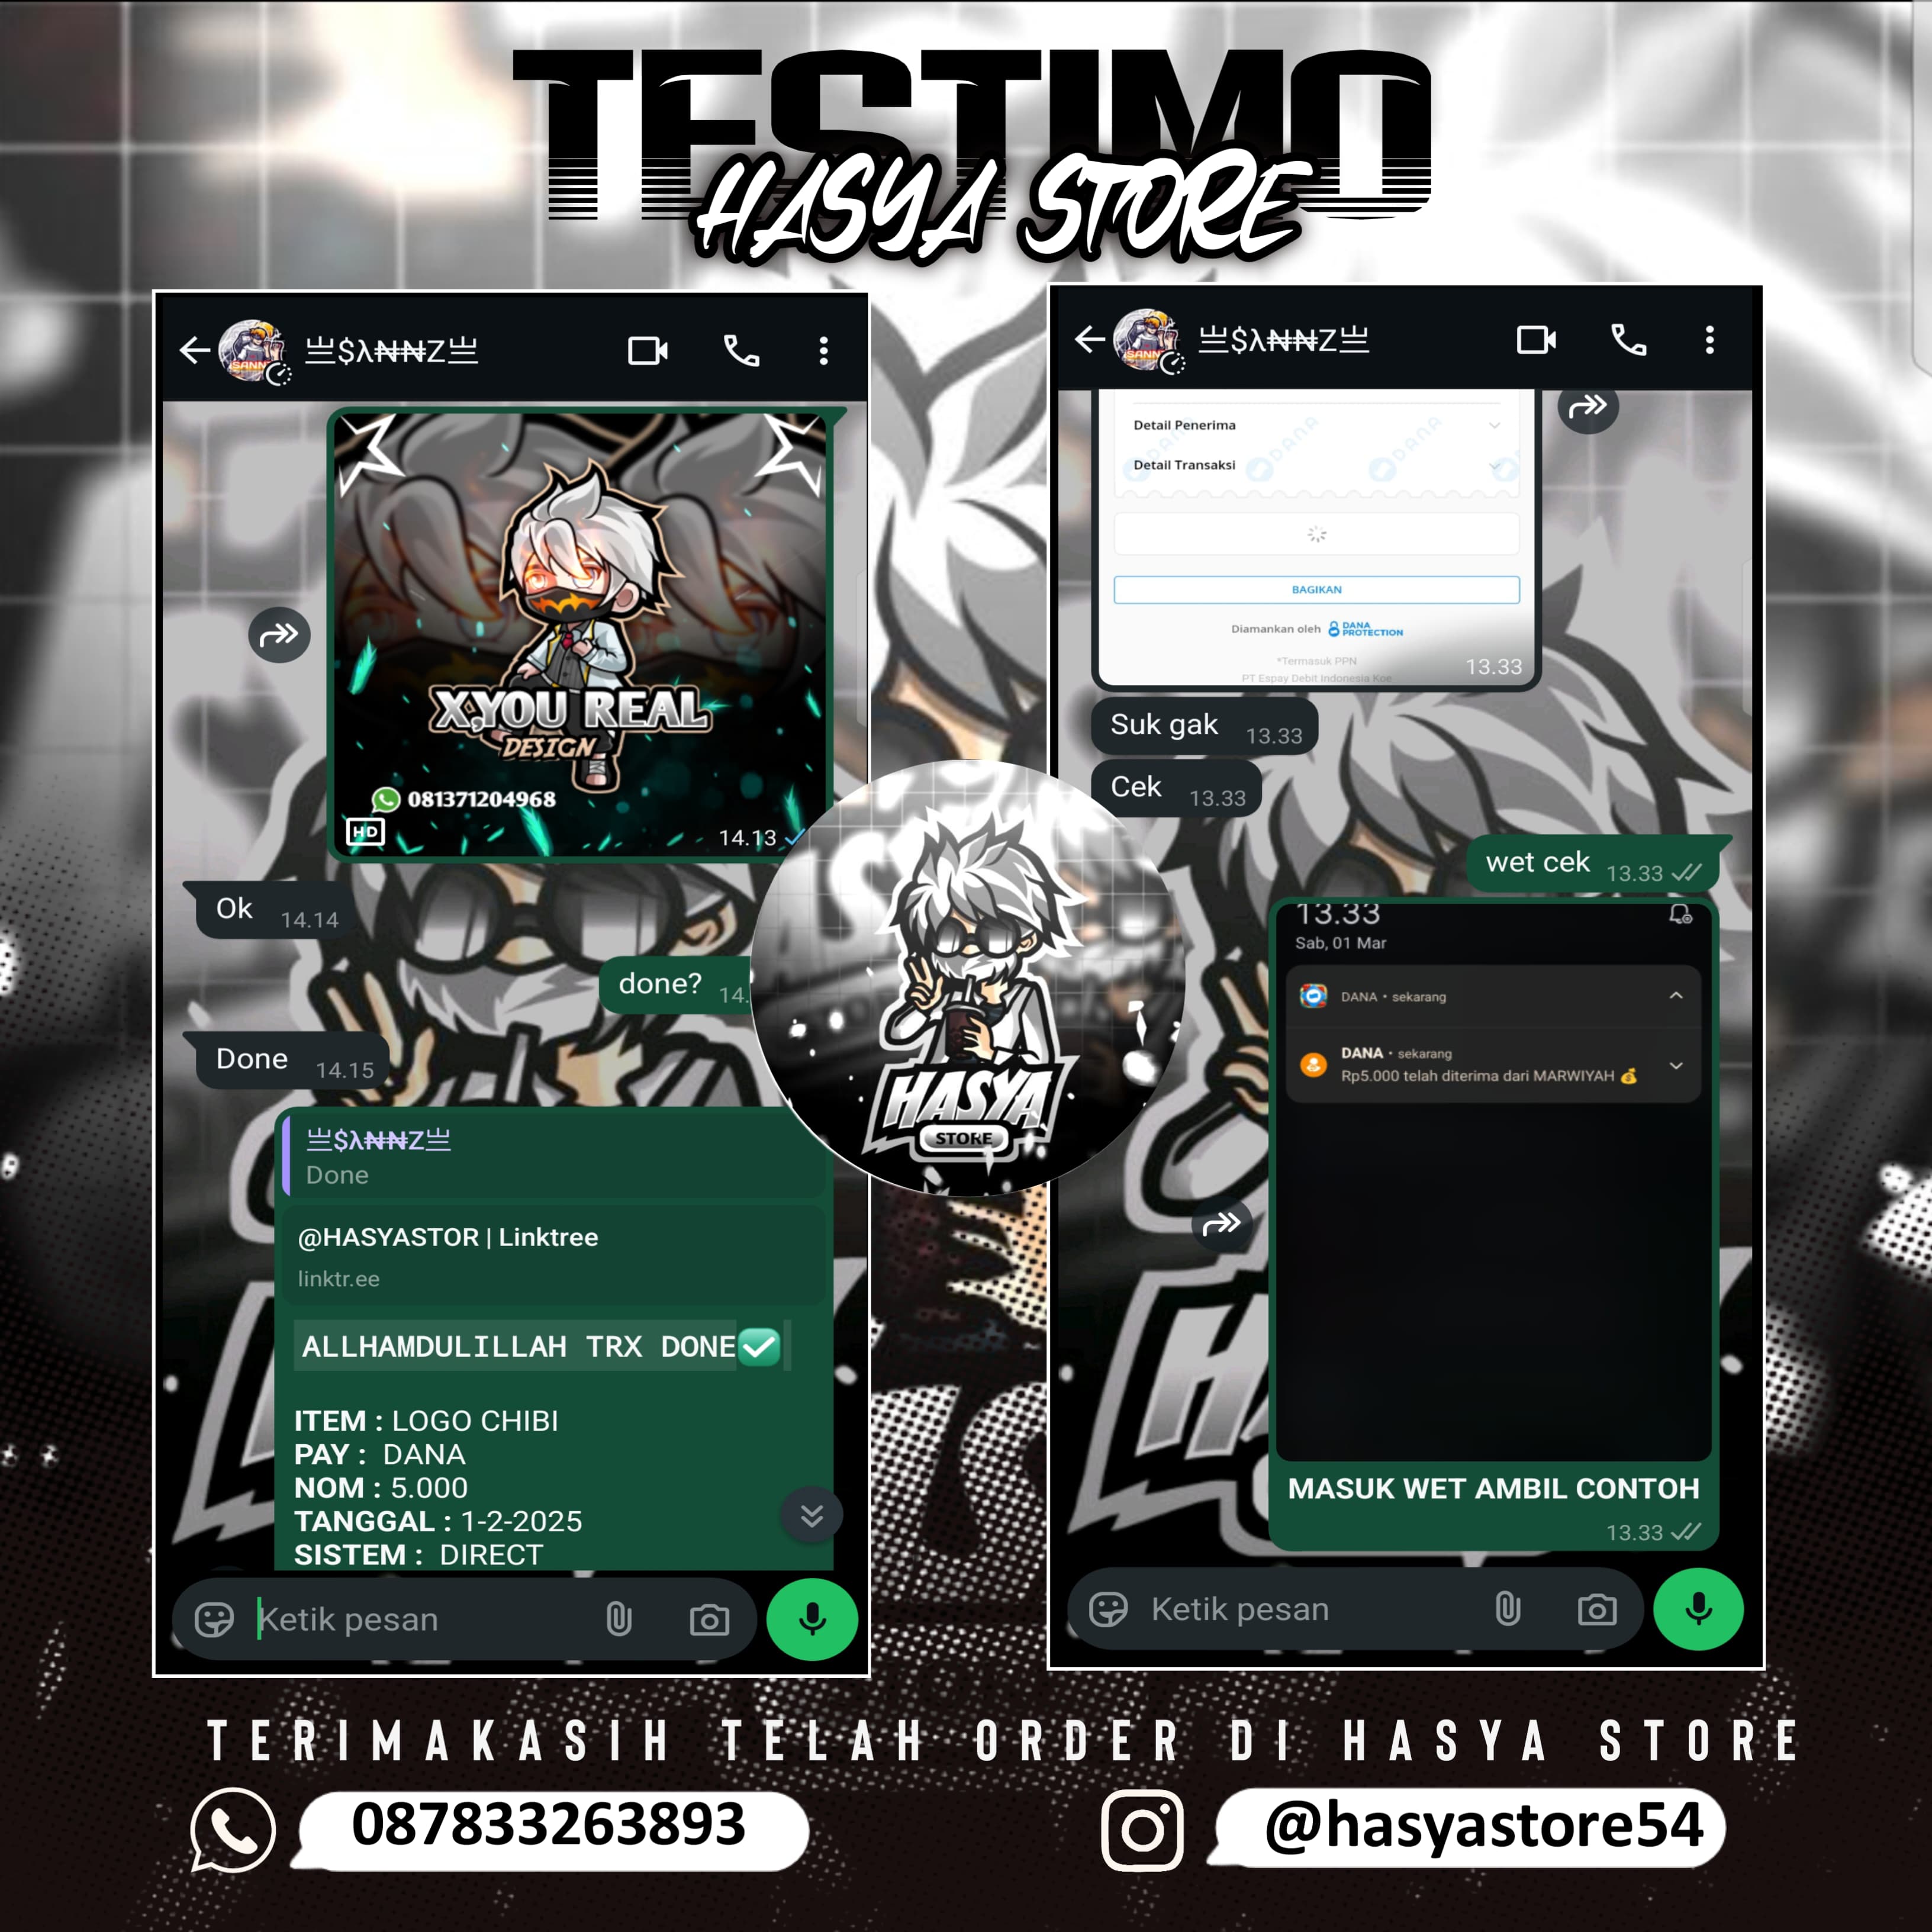 TESTIMO
HASYA STORE
亗$λ₦₦Z亗
X,YOU REAL
DESIGN
081371204968
HD
14.13
Ok 14.14
done? 14.
Done 14.15
亗$λ₦₦Z亗
Done
@HASYASTOR | Linktree
linktr.ee
ALLHAMDULILLAH TRX DONE✅
ITEM : LOGO CHIBI
PAY : DANA
NOM : 5.000
TANGGAL : 1-2-2025
SISTEM : DIRECT
Ketik pesan
HASYA
STORE
亗$λ₦₦Z亗
Detail Penerima
Detail Transaksi
DANA DANA DANA
BAGIKAN
Diamankan oleh DANA PROTECTION
*Termasuk PPN
PT Espay Debit Indonesia Koe
13.33
Suk gak 13.33
Cek 13.33
wet cek 13.33
13.33
Sab, 01 Mar
DANA • sekarang
DANA • sekarang
Rp5.000 telah diterima dari MARWIYAH 💰
MASUK WET AMBIL CONTOH
13.33
Ketik pesan
TERIMAKASIH TELAH ORDER DI HASYA STORE
087833263893
@hasyastore54